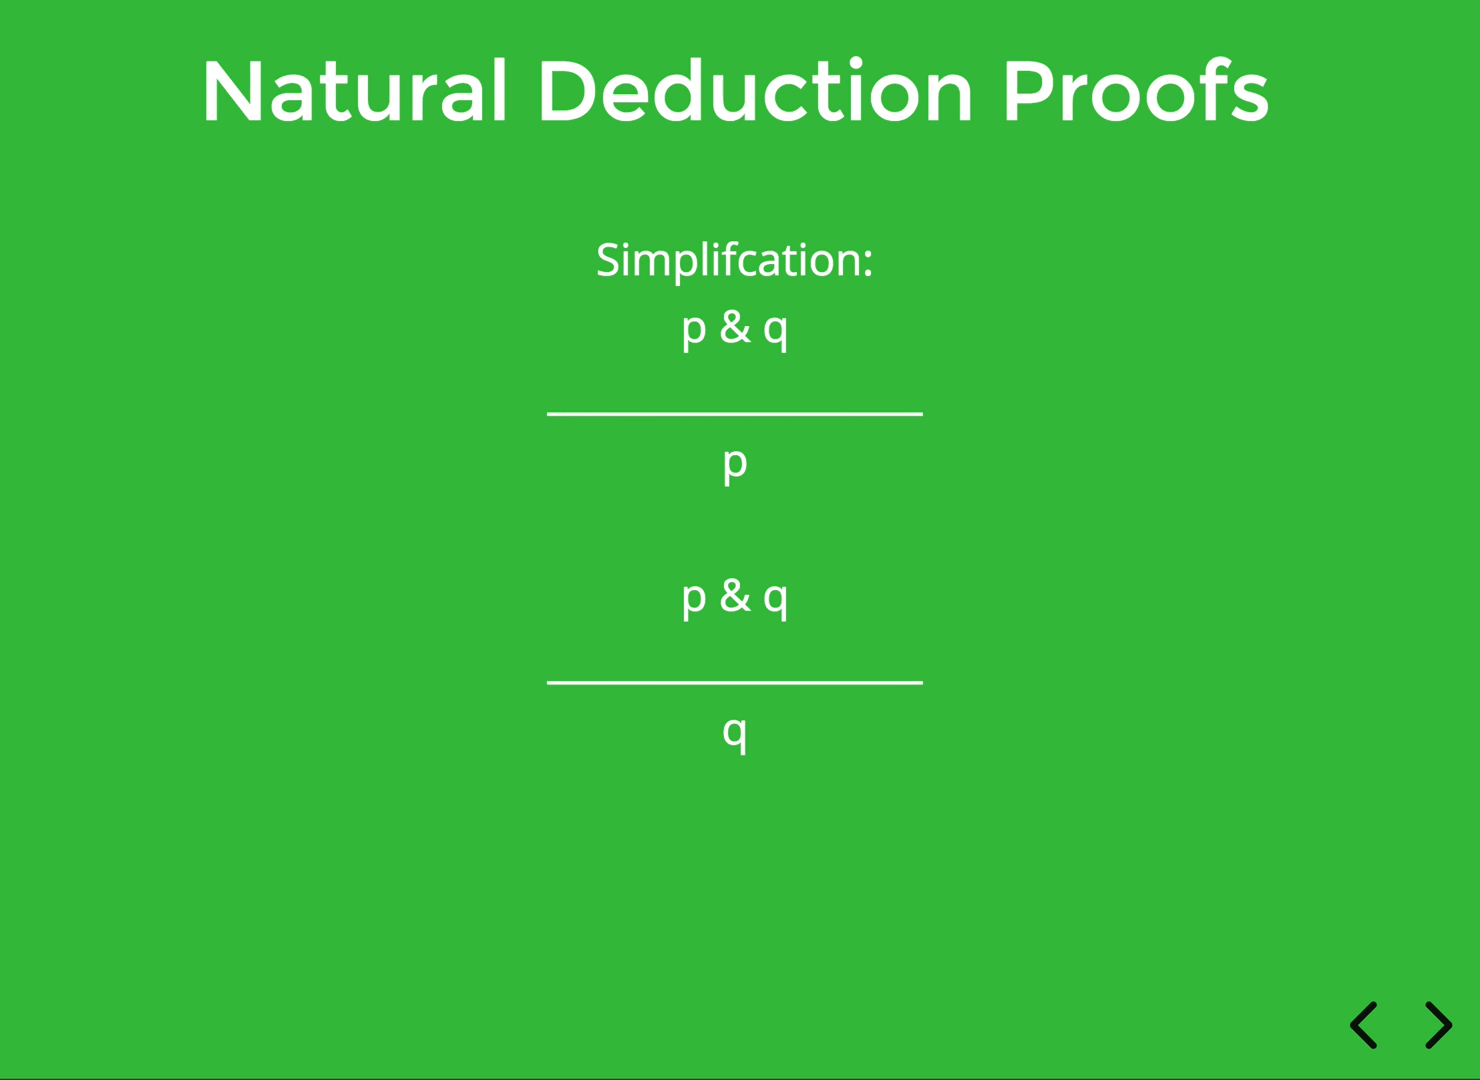 Natural Deduction Proofs
Simplifcation:
p & q
p
p & q
q